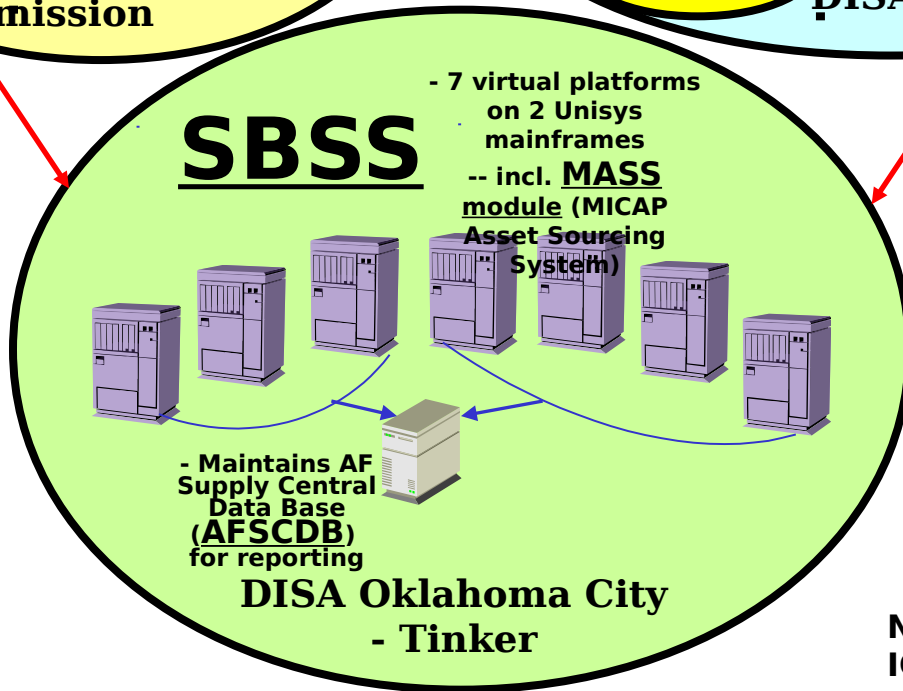 mission
DISA
- 7 virtual platforms
on 2 Unisys
mainframes
SBSS
-- incl. MASS
module (MICAP
Asset Sourcing
System)
- Maintains AF
Supply Central
Data Base
(AFSCDB)
for reporting
DISA Oklahoma City
- Tinker